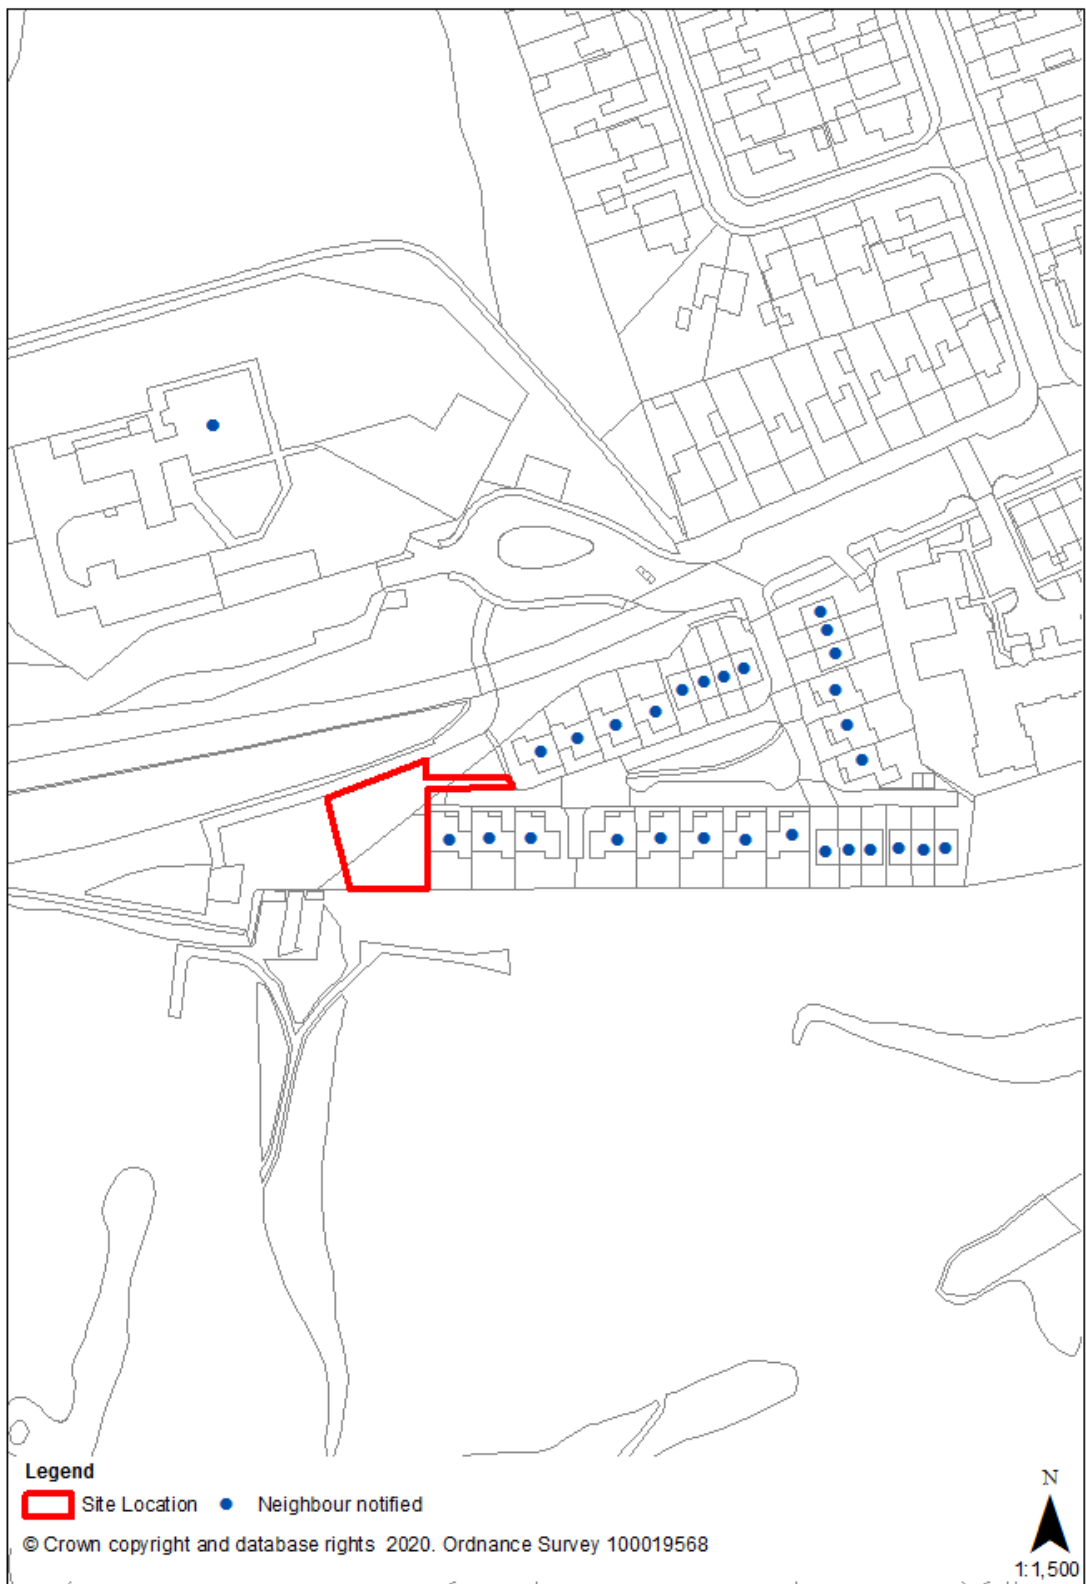 Legend
Site Location Neighbour notified
© Crown copyright and database rights 2020. Ordnance Survey 100019568
N
1:1,500